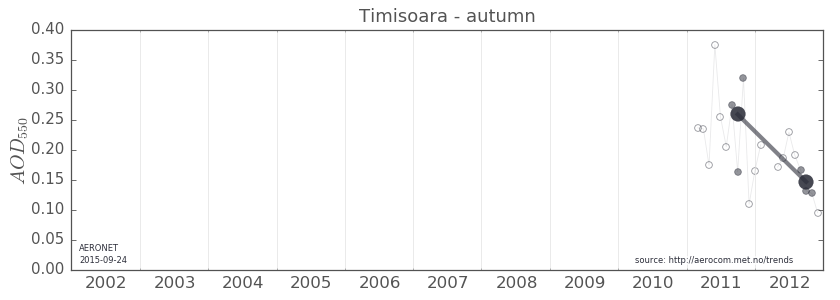 Timisoara - autumn
0.40
0.35
0.30
0.25
0.20
0.15
0.10
0.05
0.00
AOD550
AERONET
2015-09-24
source: http://aerocom.met.no/trends
2002 2003 2004 2005 2006 2007 2008 2009 2010 2011 2012